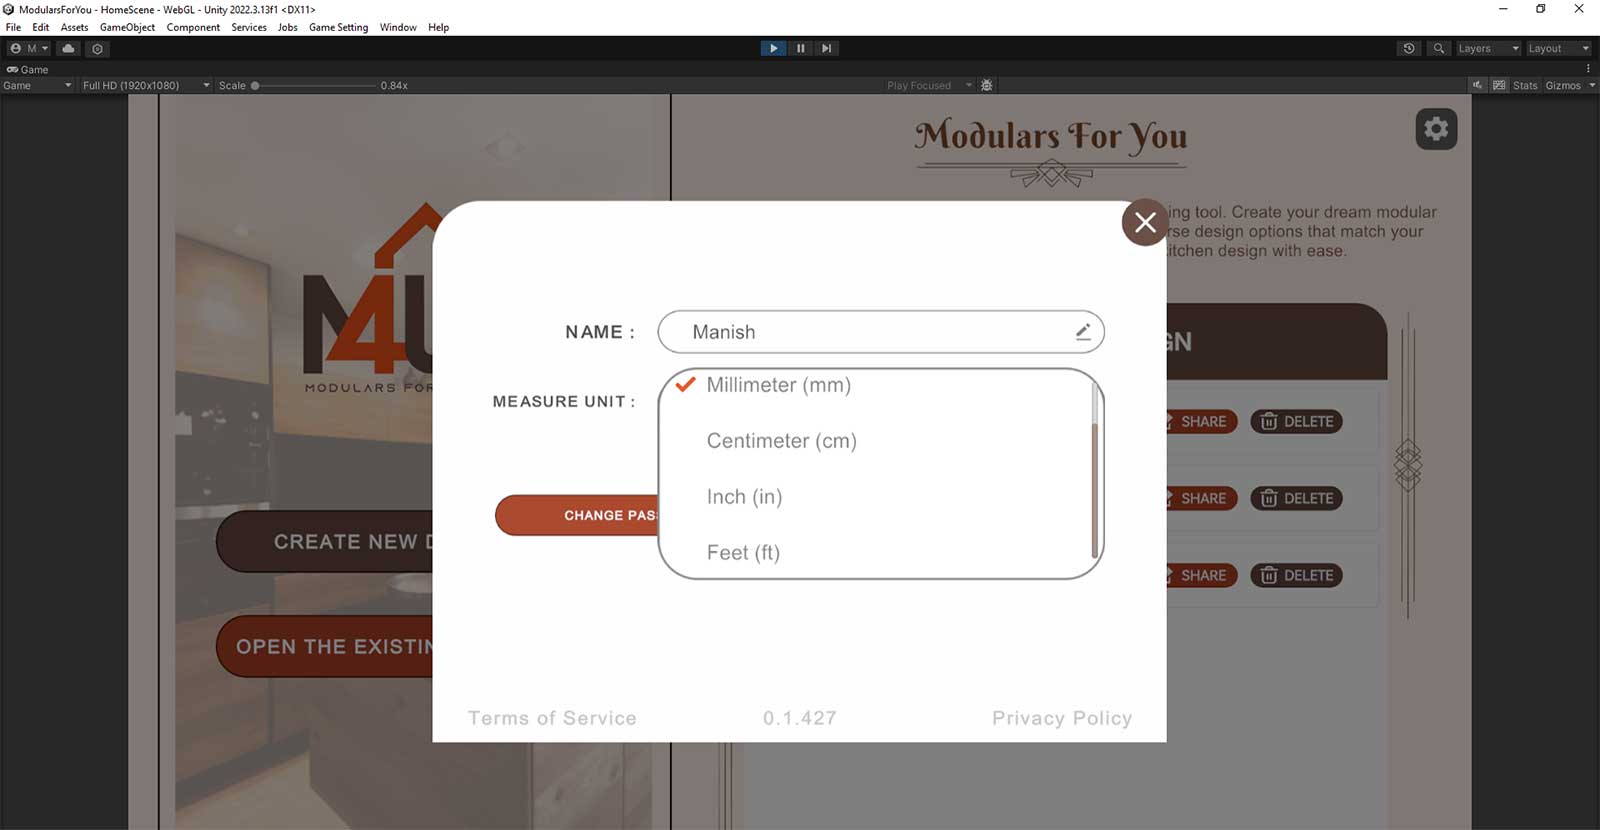 ModularsForYou - HomeScene - WebGL - Unity 2022.3.13f1 <DX11>
File Edit Assets GameObject Component Services Jobs Game Setting Window Help
M
Layers
Layout
Game
Game
Full HD (1920x1080)
Scale
0.84x
Play Focused
Stats
Gizmos
Modulars For You
ing tool. Create your dream modular
rse design options that match your
itchen design with ease.
M4U
MODULARS FOR
CREATE NEW D
OPEN THE EXISTIN
GN
SHARE DELETE
SHARE DELETE
SHARE DELETE
NAME :
Manish
MEASURE UNIT :
Millimeter (mm)
Centimeter (cm)
Inch (in)
Feet (ft)
CHANGE PAS
Terms of Service
0.1.427
Privacy Policy